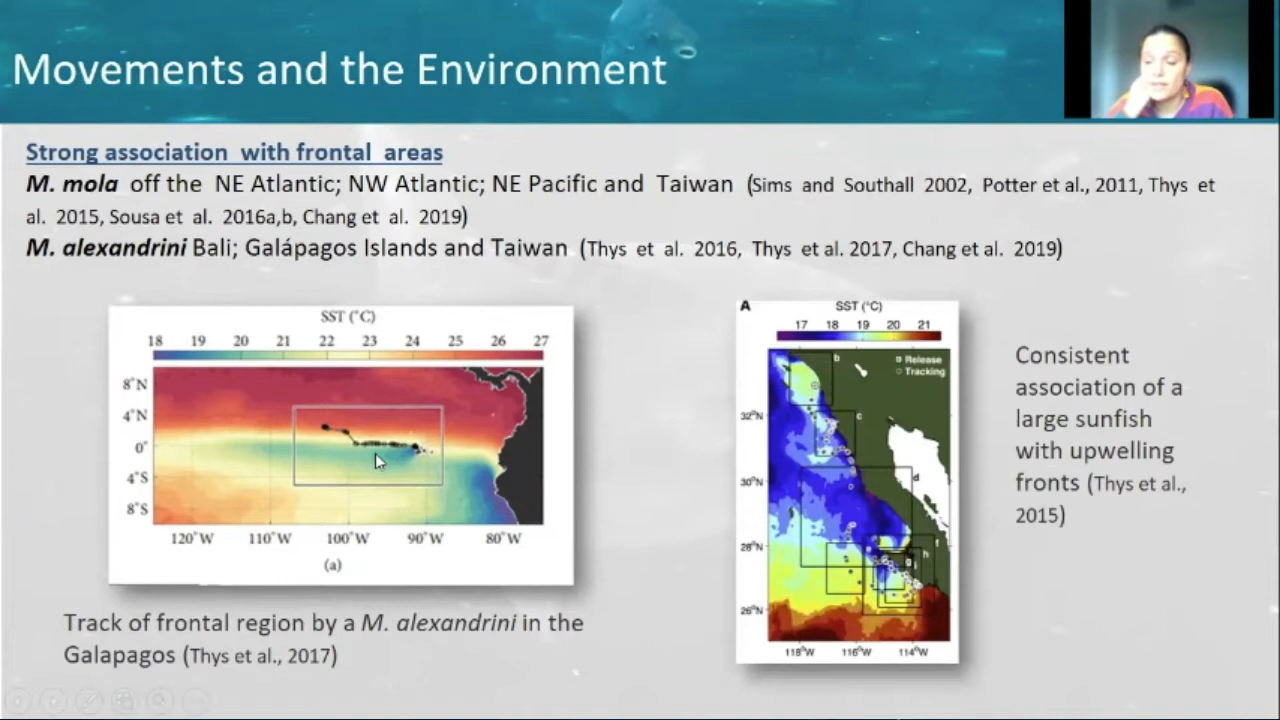 Movements and the Environment
Strong association with frontal areas
M. mola off the NE Atlantic; NW Atlantic; NE Pacific and Taiwan (Sims and Southall 2002, Potter et al., 2011, Thys et
al. 2015, Sousa et al. 2016a,b, Chang et al. 2019)
M. alexandrini Bali; Galápagos Islands and Taiwan (Thys et al. 2016, Thys et al. 2017, Chang et al. 2019)
SST (°C)
18 19 20 21 22 23 24 25 26 27
8°N
4°N
0°
4°S
8°S
120°W 110°W 100°W 90°W 80°W
(a)
Track of frontal region by a M. alexandrini in the
Galapagos (Thys et al., 2017)
A SST (°C)
17 18 19 20 21
Release
Tracking
b
c
d
f
h
32°N
30°N
28°N
26°N
118°W 116°W 114°W
Consistent
association of a
large sunfish
with upwelling
fronts (Thys et al.,
2015)